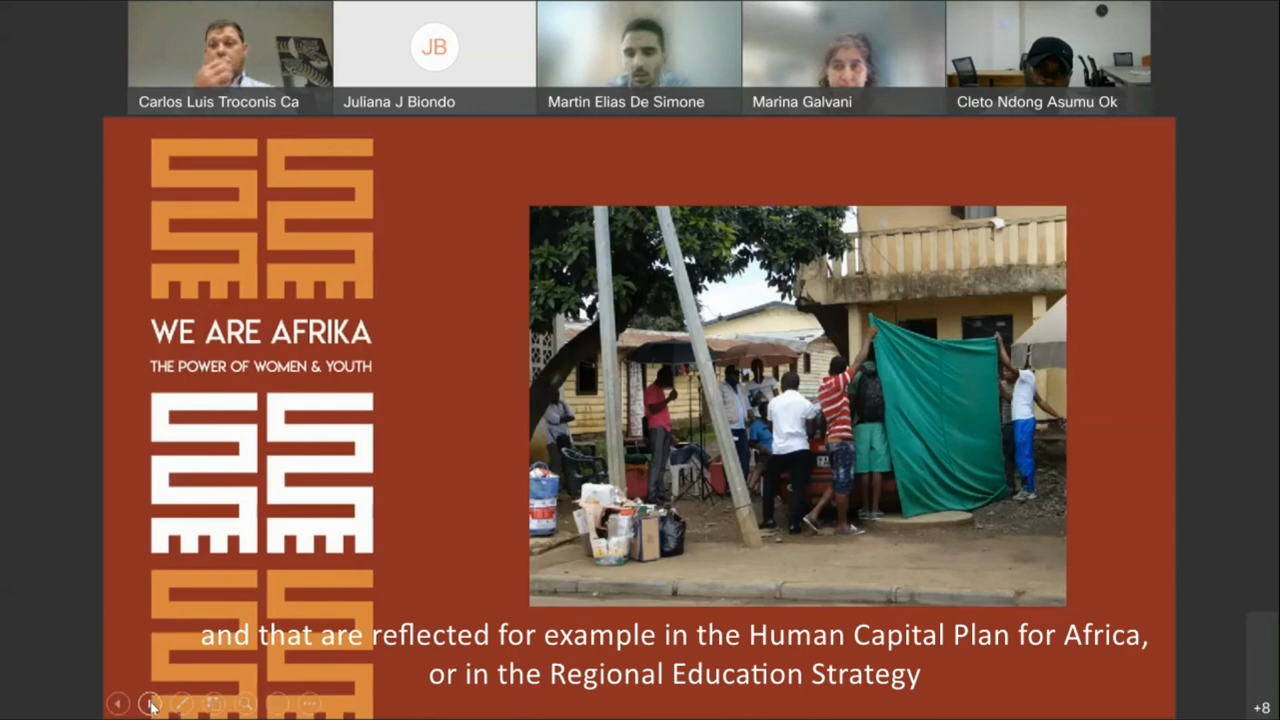 JB
Carlos Luis Troconis Ca
Juliana J Biondo
Martin Elias De Simone
Marina Galvani
Cleto Ndong Asumu Ok
WE ARE AFRIKA
THE POWER OF WOMEN & YOUTH
and that are reflected for example in the Human Capital Plan for Africa,
or in the Regional Education Strategy
+8